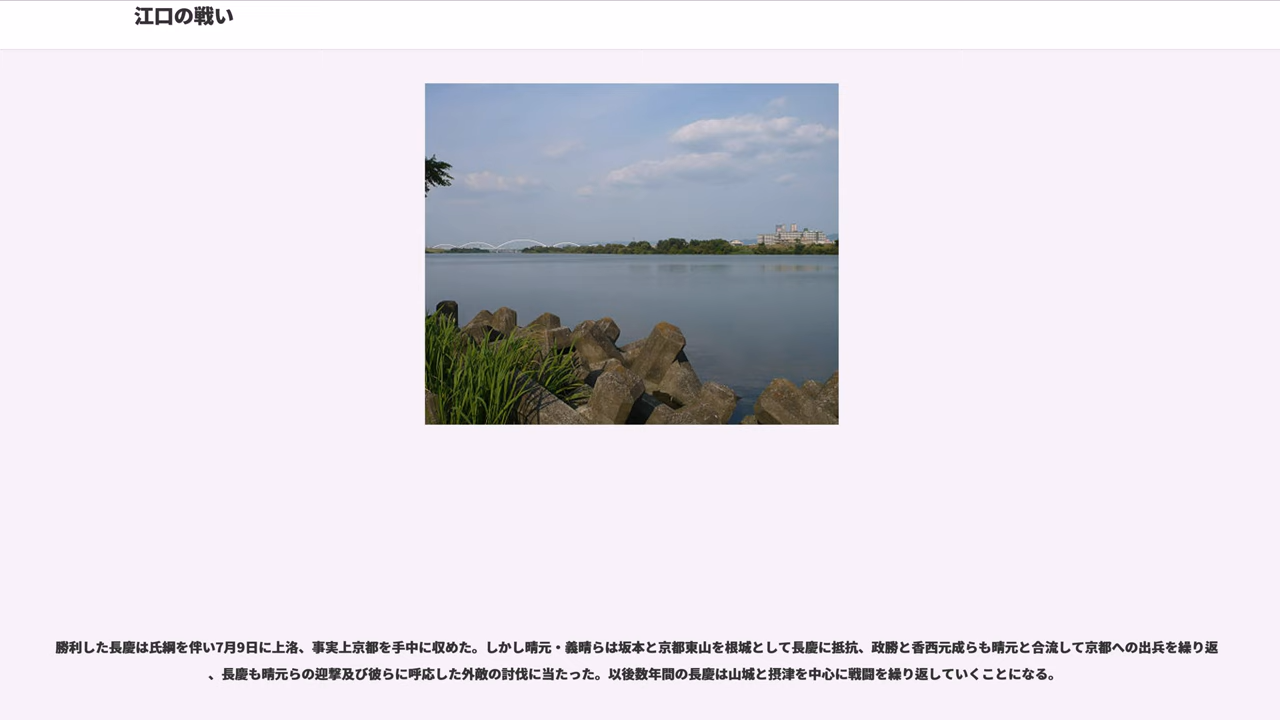 江口の戦い
勝利した長慶は氏綱を伴い7月9日に上洛、事実上京都を手中に収めた。しかし晴元・義晴らは坂本と京都東山を根城として長慶に抵抗、政勝と香西元成らも晴元と合流して京都への出兵を繰り返
、長慶も晴元らの迎撃及び彼らに呼応した外敵の討伐に当たった。以後数年間の長慶は山城と摂津を中心に戦闘を繰り返していくことになる。